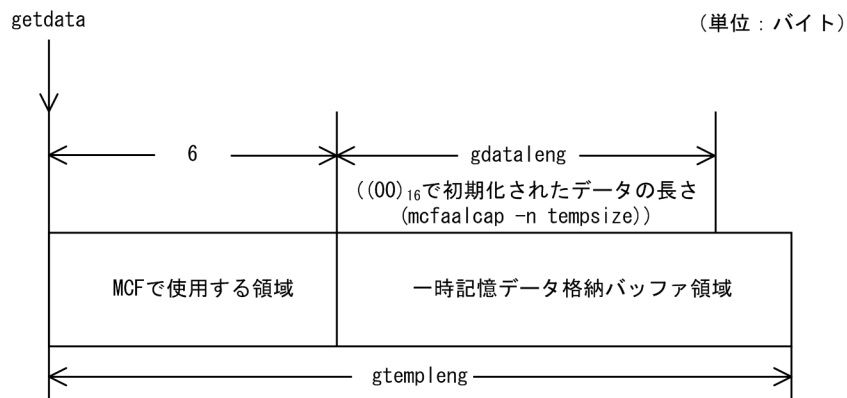 getdata
(単位：バイト)
6
gdataleng
((00)₁₆で初期化されたデータの長さ
(mcfaalcap -n tempsize))
MCFで使用する領域
一時記憶データ格納バッファ領域
gtempleng